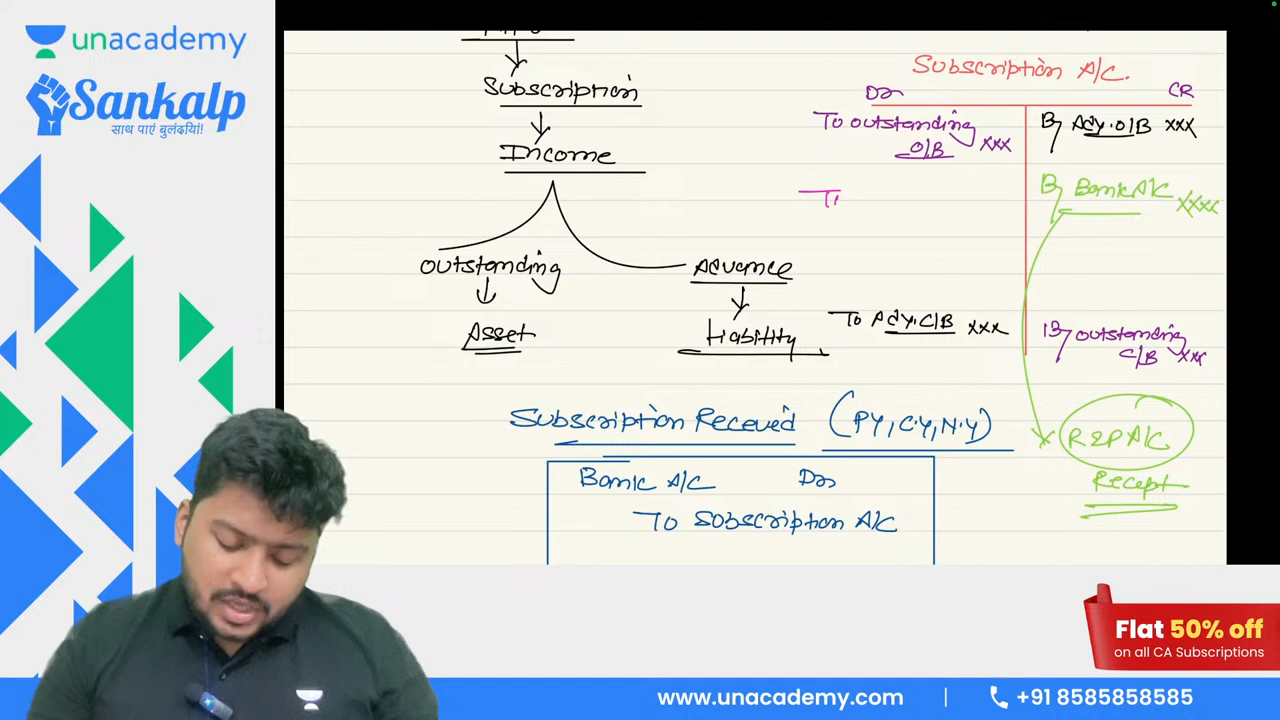 unacademy
Sankalp
साथ पाएं बुलंदियां!
Subscription
Income
Outstanding
Advance
Asset
Liability
Subscription A/C.
Dr
CR
To outstanding
O/B xxx
By Adv. O/B xxx
By Bank A/C xxxx
To Adv. C/B xxx
By outstanding
C/B xxx
Subscription Received (PY, C.Y, N.Y)
Bank A/C Dr
To Subscription A/C
R&P A/C
Recept
Flat 50% off
on all CA Subscriptions
www.unacademy.com
+91 8585858585